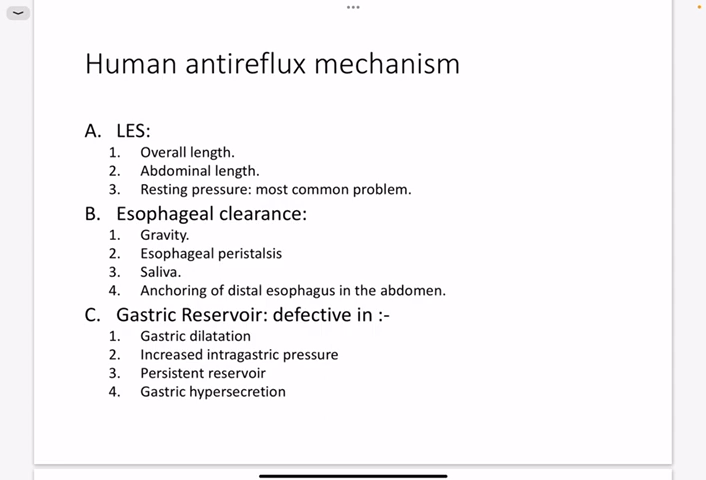 Human antireflux mechanism
A. LES:
1. Overall length.
2. Abdominal length.
3. Resting pressure: most common problem.
B. Esophageal clearance:
1. Gravity.
2. Esophageal peristalsis
3. Saliva.
4. Anchoring of distal esophagus in the abdomen.
C. Gastric Reservoir: defective in :-
1. Gastric dilatation
2. Increased intragastric pressure
3. Persistent reservoir
4. Gastric hypersecretion